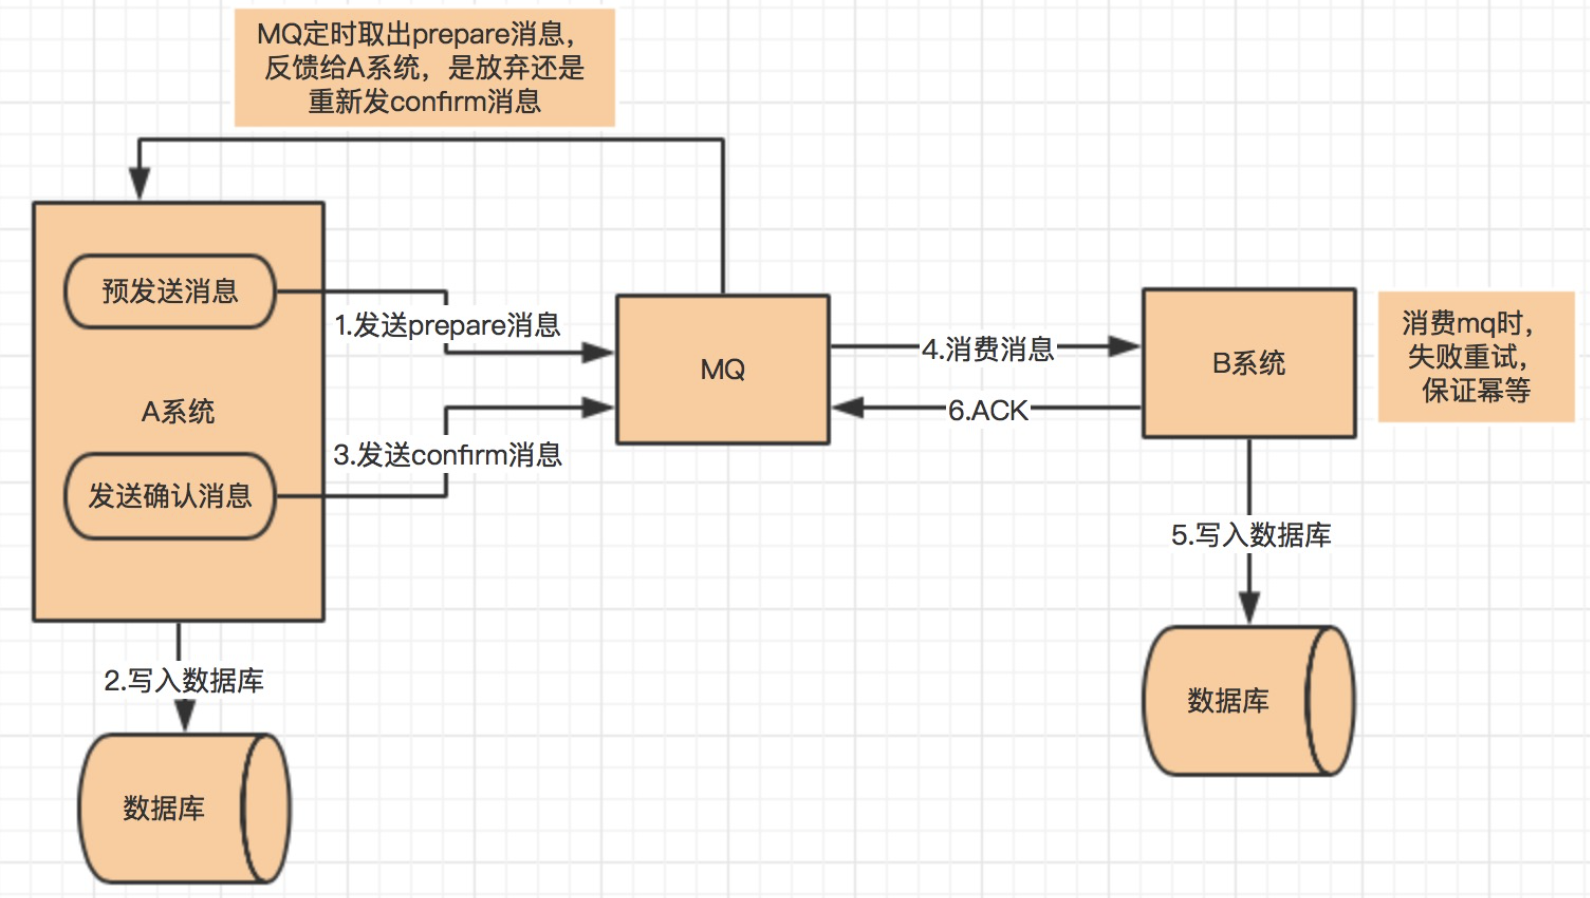 MQ定时取出prepare消息，
反馈给A系统，是放弃还是
重新发confirm消息
预发送消息
1.发送prepare消息
A系统
3.发送confirm消息
发送确认消息
2.写入数据库
数据库
MQ
4.消费消息
6.ACK
B系统
消费mq时，
失败重试，
保证幂等
5.写入数据库
数据库